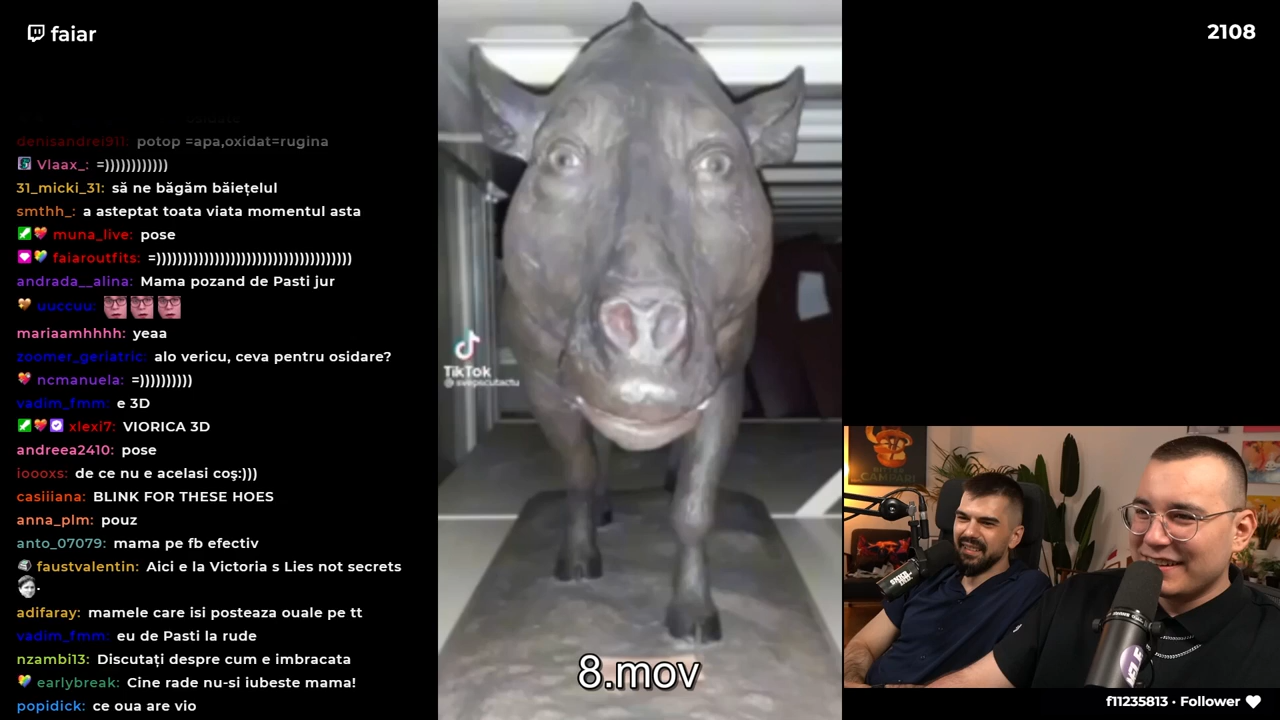 faiar
2108
denisandrei911: potop =apa,oxidat=rugina
Vlaax_: =))))))))))))
31_micki_31: să ne băgăm băiețelul
smthh_: a asteptat toata viata momentul asta
muna_live: pose
faiaroutfits: =)))))))))))))))))))))))))))))))))))))
andrada__alina: Mama pozand de Pasti jur
uuccuu:
mariaamhhhh: yeaa
zoomer_geriatric: alo vericu, ceva pentru osidare?
ncmanuela: =))))))))))
vadim_fmm: e 3D
xlexi7: VIORICA 3D
andreea2410: pose
ioooxs: de ce nu e acelasi coș:)))
casiiiana: BLINK FOR THESE HOES
anna_plm: pouz
anto_07079: mama pe fb efectiv
faustvalentin: Aici e la Victoria s Lies not secrets
.
adifaray: mamele care isi posteaza ouale pe tt
vadim_fmm: eu de Pasti la rude
nzambi13: Discutați despre cum e imbracata
earlybreak: Cine rade nu-si iubeste mama!
popidick: ce oua are vio
TikTok
8.mov
CAMPARI
f11235813 · Follower